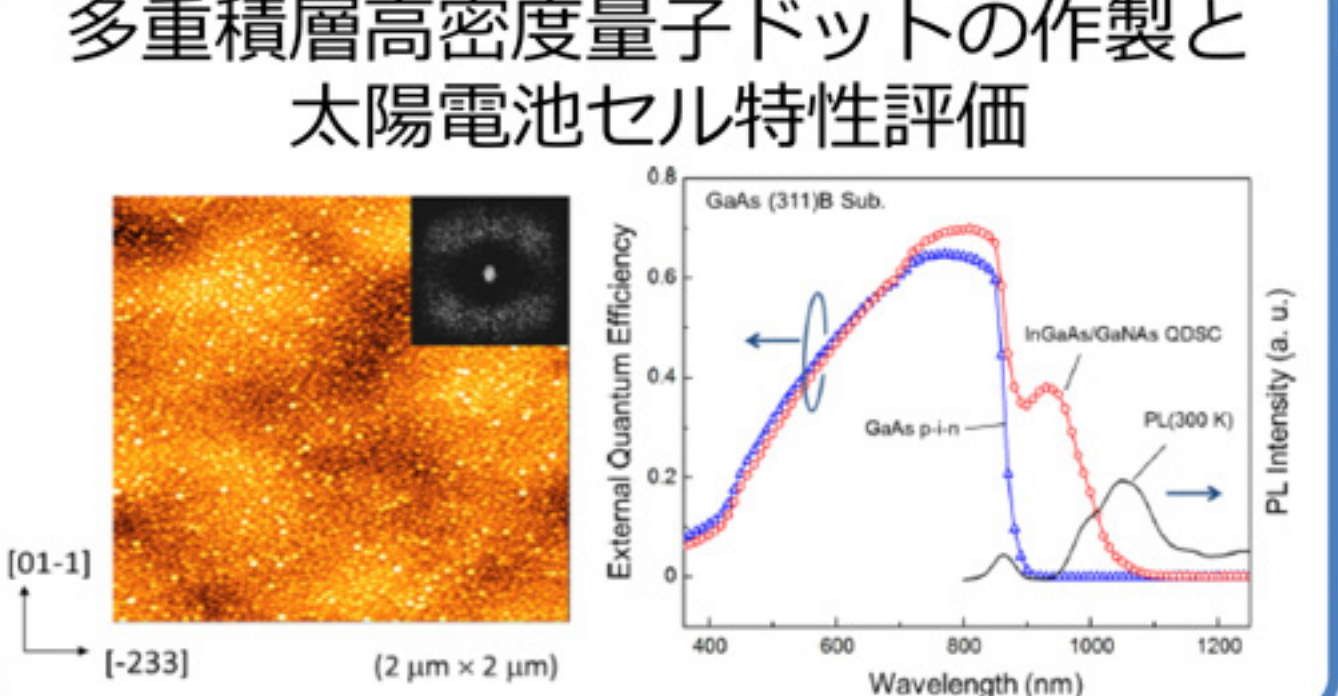 多重積層高密度量子ドットの作製と
太陽電池セル特性評価
[01-1]
[-233]
(2 μm × 2 μm)
GaAs (311)B Sub.
External Quantum Efficiency
0.8
0.6
0.4
0.2
0
InGaAs/GaNAs QDSC
GaAs p-i-n
PL(300 K)
PL Intensity (a. u.)
400 600 800 1000 1200
Wavelength (nm)